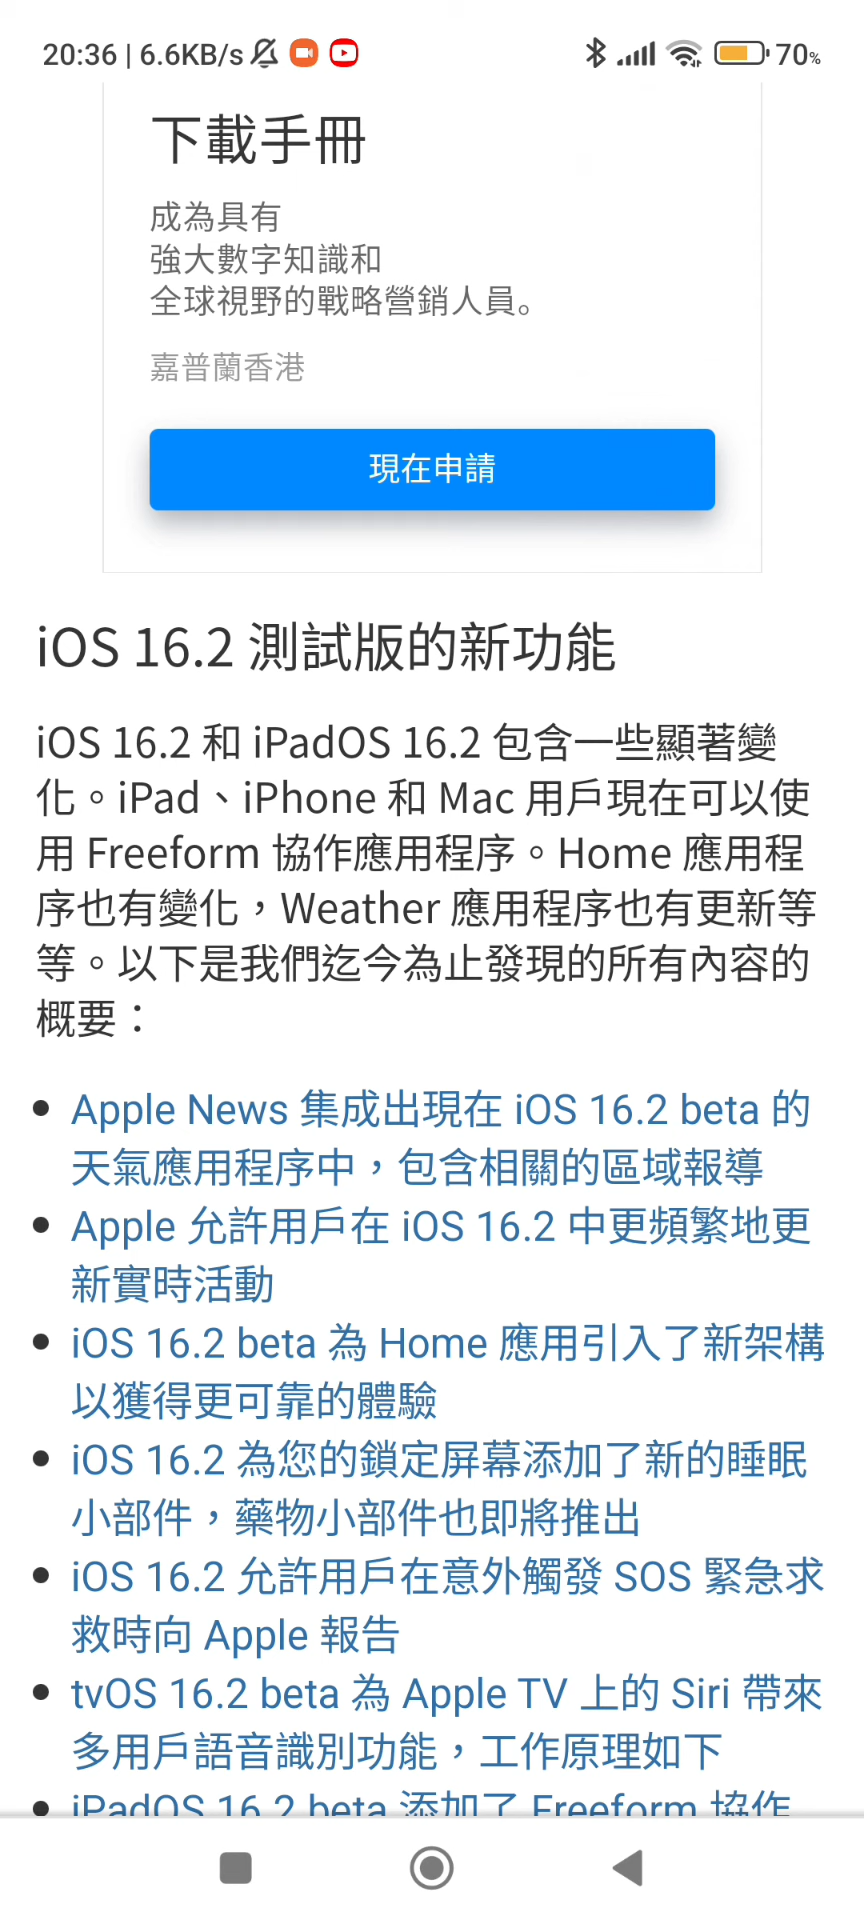 20:36 | 6.6KB/s
70%
下載手冊
成為具有
強大數字知識和
全球視野的戰略營銷人員。
嘉普蘭香港
現在申請
iOS 16.2 測試版的新功能
iOS 16.2 和 iPadOS 16.2 包含一些顯著變
化。iPad、iPhone 和 Mac 用戶現在可以使
用 Freeform 協作應用程序。Home 應用程
序也有變化，Weather 應用程序也有更新等
等。以下是我們迄今為止發現的所有內容的
概要：
• Apple News 集成出現在 iOS 16.2 beta 的
天氣應用程序中，包含相關的區域報導
• Apple 允許用戶在 iOS 16.2 中更頻繁地更
新實時活動
• iOS 16.2 beta 為 Home 應用引入了新架構
以獲得更可靠的體驗
• iOS 16.2 為您的鎖定屏幕添加了新的睡眠
小部件，藥物小部件也即將推出
• iOS 16.2 允許用戶在意外觸發 SOS 緊急求
救時向 Apple 報告
• tvOS 16.2 beta 為 Apple TV 上的 Siri 帶來
多用戶語音識別功能，工作原理如下
• iPadOS 16.2 beta 添加了 Freeform 協作